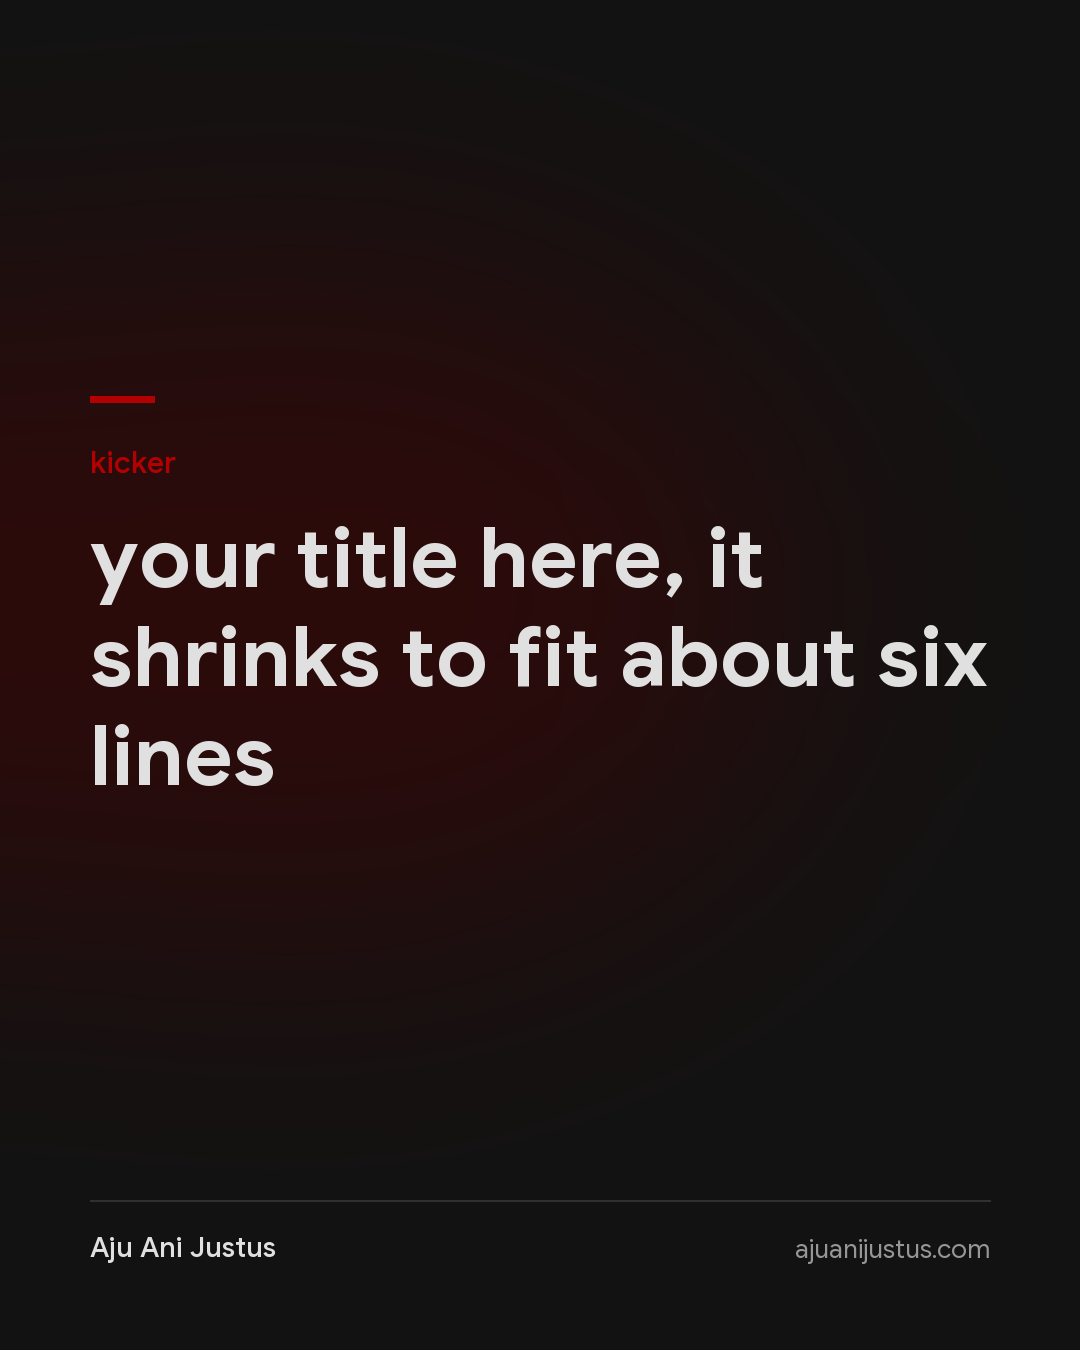 kicker
your title here, it
shrinks to fit about six
lines
Aju Ani Justus
ajuanijustus.com